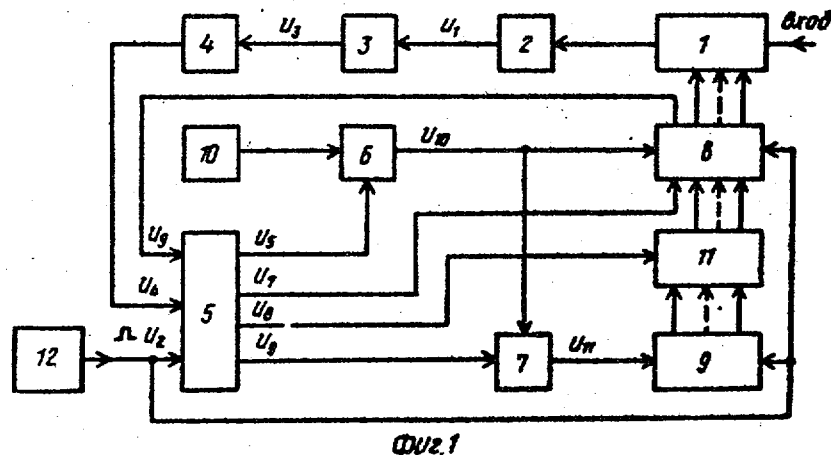 4 U₃ 3 U₁ 2 1 вход
10 6 U₁₀ 8
U₉ U₅
U₇ 11
U₄ 5 U₈
12 U₂ U₉ 7 U₁₁ 9
Фиг.1